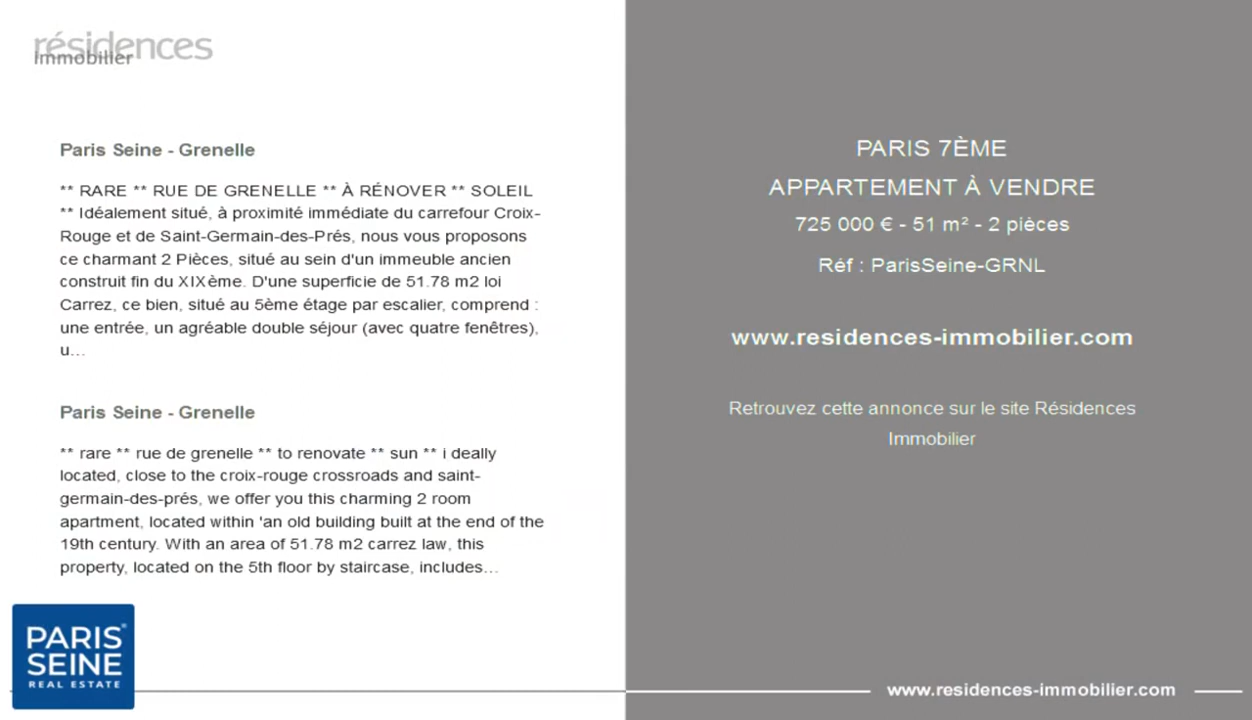 résidences
immobilier
Paris Seine - Grenelle
** RARE ** RUE DE GRENELLE ** À RÉNOVER ** SOLEIL
** Idéalement situé, à proximité immédiate du carrefour Croix-
Rouge et de Saint-Germain-des-Prés, nous vous proposons
ce charmant 2 Pièces, situé au sein d'un immeuble ancien
construit fin du XIXème. D'une superficie de 51.78 m2 loi
Carrez, ce bien, situé au 5ème étage par escalier, comprend :
une entrée, un agréable double séjour (avec quatre fenêtres),
u...
Paris Seine - Grenelle
** rare ** rue de grenelle ** to renovate ** sun ** i deally
located, close to the croix-rouge crossroads and saint-
germain-des-prés, we offer you this charming 2 room
apartment, located within 'an old building built at the end of the
19th century. With an area of 51.78 m2 carrez law, this
property, located on the 5th floor by staircase, includes...
PARIS
SEINE
REAL ESTATE
PARIS 7ÈME
APPARTEMENT À VENDRE
725 000 € - 51 m² - 2 pièces
Réf : ParisSeine-GRNL
www.residences-immobilier.com
Retrouvez cette annonce sur le site Résidences
Immobilier
www.residences-immobilier.com